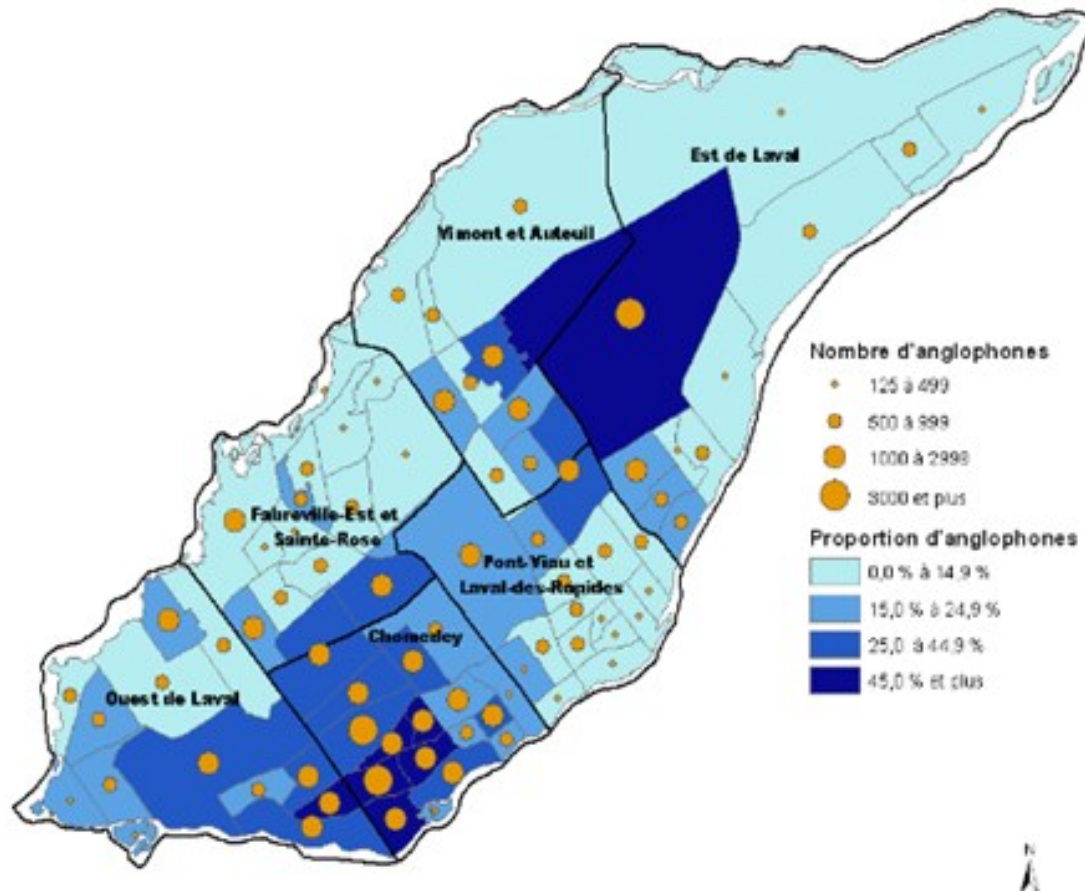 Est de Laval
Vimont et Auteuil
Nombre d'anglophones
125 à 499
500 à 999
1000 à 2999
3000 et plus
Fabreville-Est et
Sainte-Rose
Pont-Viau et
Laval-des-Rapides
Proportion d'anglophones
0,0 % à 14,9 %
15,0 % à 24,9 %
25,0 à 44,9 %
45,0 % et plus
Chomedey
Ouest de Laval
N